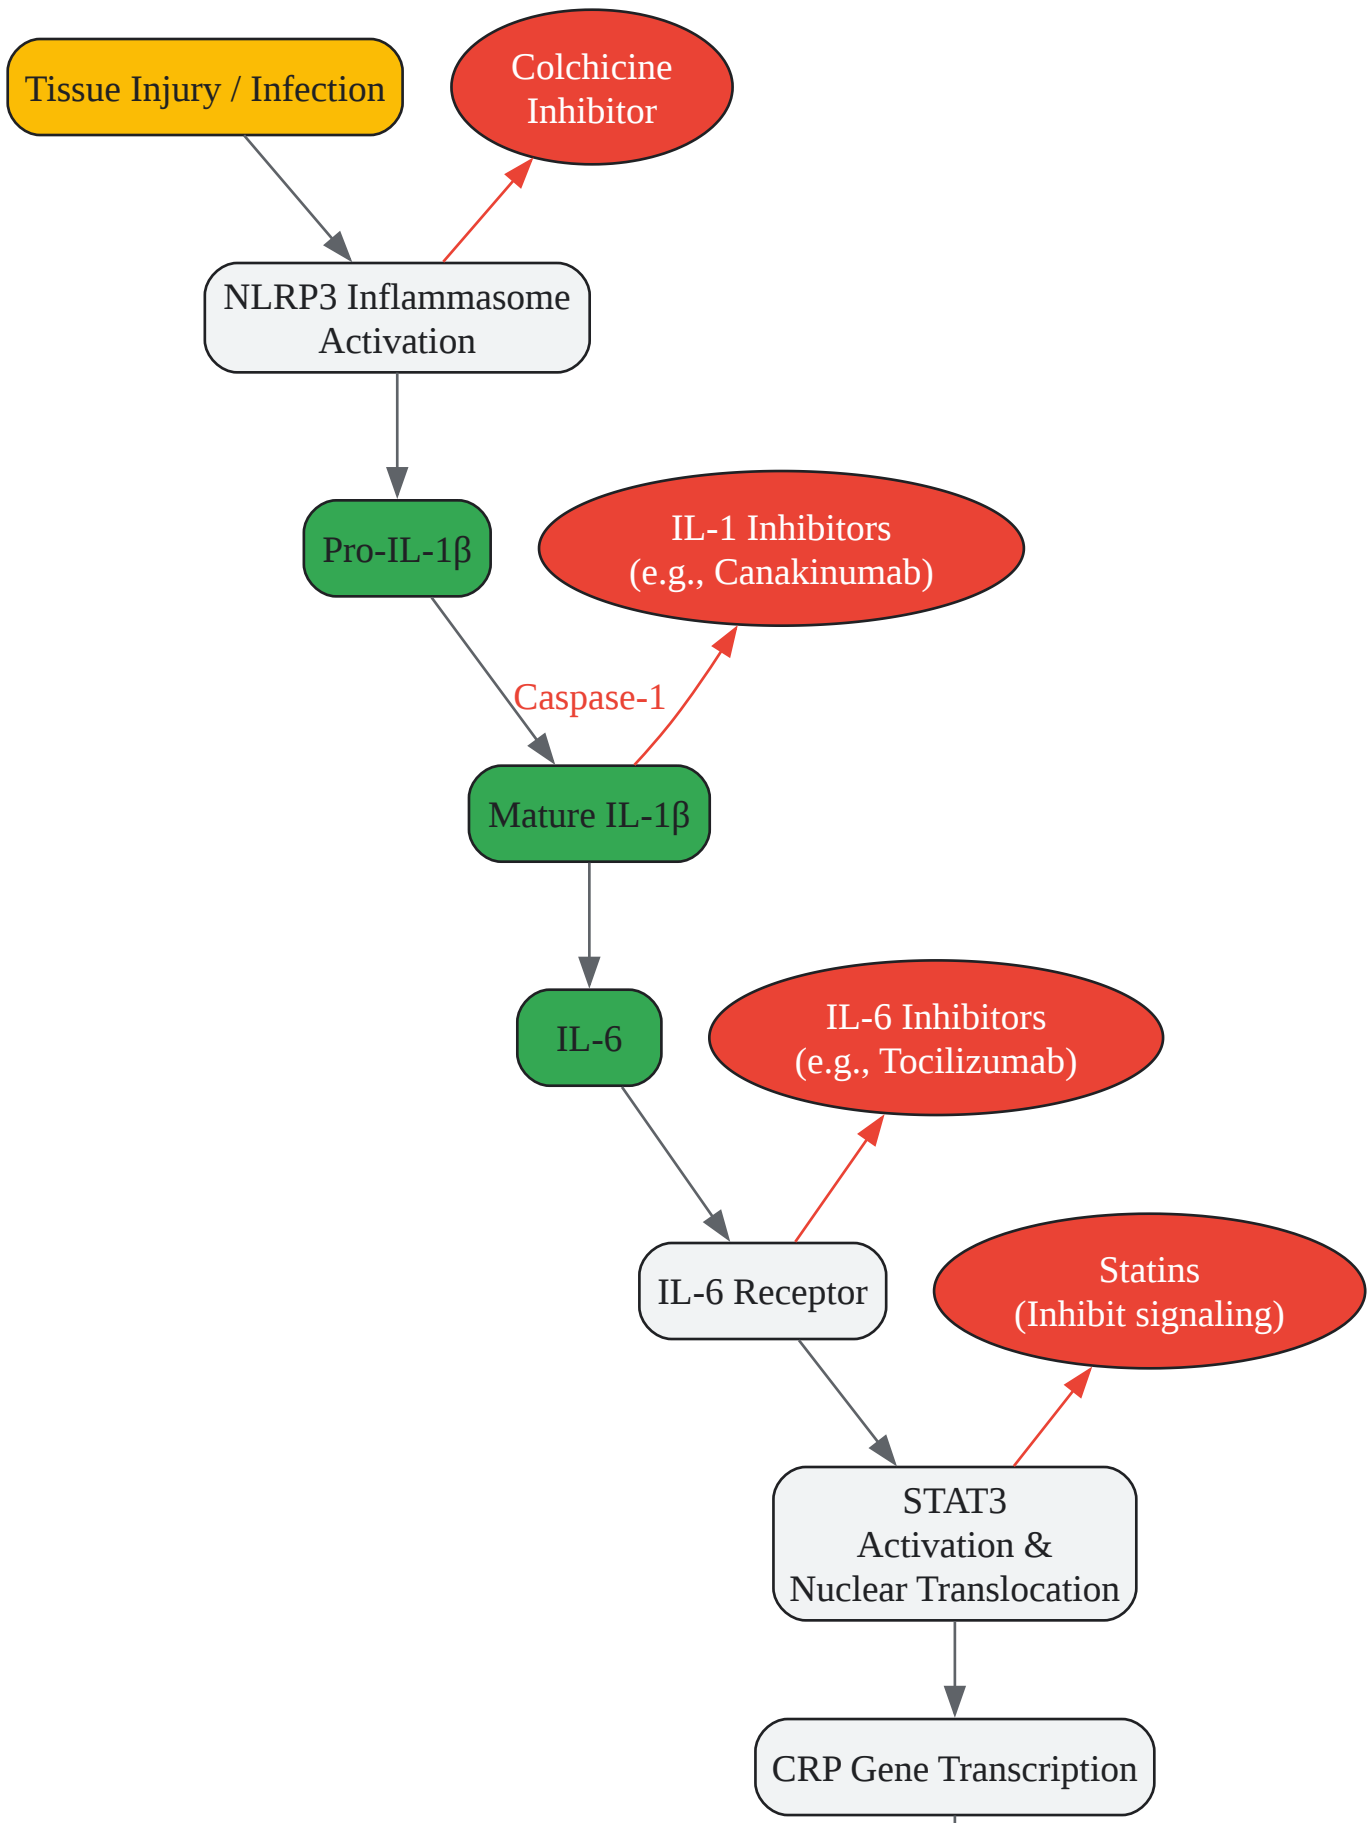 Tissue Injury / Infection
Colchicine
Inhibitor
NLRP3 Inflammasome
Activation
Pro-IL-1β
IL-1 Inhibitors
(e.g., Canakinumab)
Caspase-1
Mature IL-1β
IL-6
IL-6 Inhibitors
(e.g., Tocilizumab)
IL-6 Receptor
Statins
(Inhibit signaling)
STAT3
Activation &
Nuclear Translocation
CRP Gene Transcription